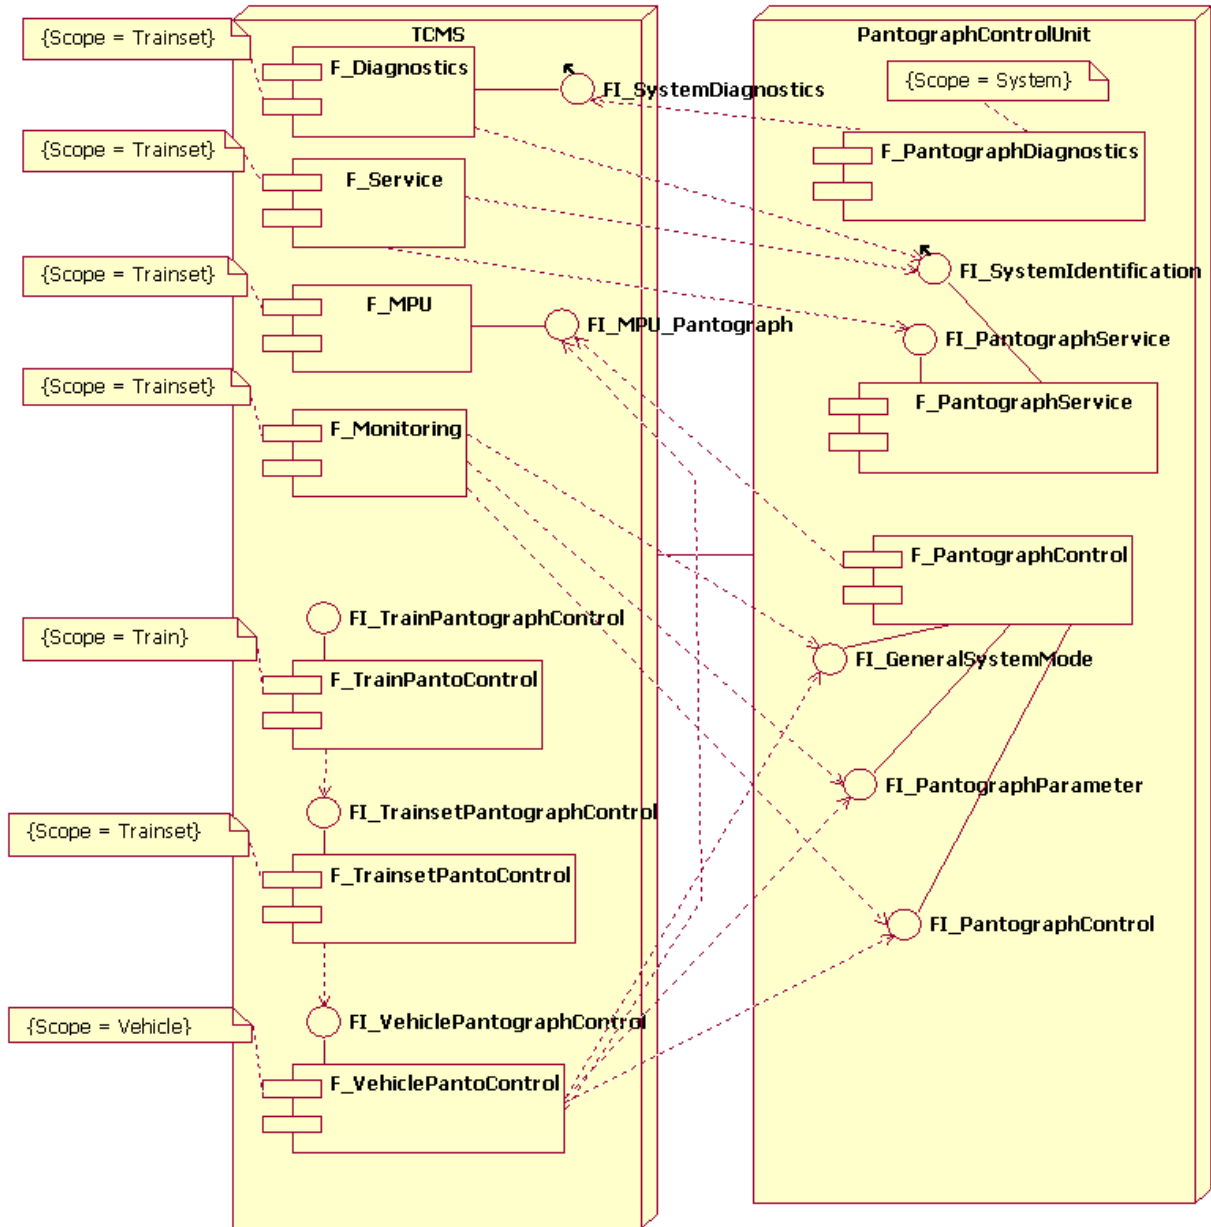 TCMS
PantographControlUnit
{Scope = Trainset}
F_Diagnostics
FI_SystemDiagnostics
{Scope = System}
{Scope = Trainset}
F_Service
F_PantographDiagnostics
{Scope = Trainset}
F_MPU
FI_MPU_Pantograph
FI_SystemIdentification
FI_PantographService
{Scope = Trainset}
F_Monitoring
F_PantographService
F_PantographControl
{Scope = Train}
FI_TrainPantographControl
F_TrainPantoControl
FI_GeneralSystemMode
FI_PantographParameter
{Scope = Trainset}
FI_TrainsetPantographControl
F_TrainsetPantoControl
FI_PantographControl
{Scope = Vehicle}
FI_VehiclePantographControl
F_VehiclePantoControl